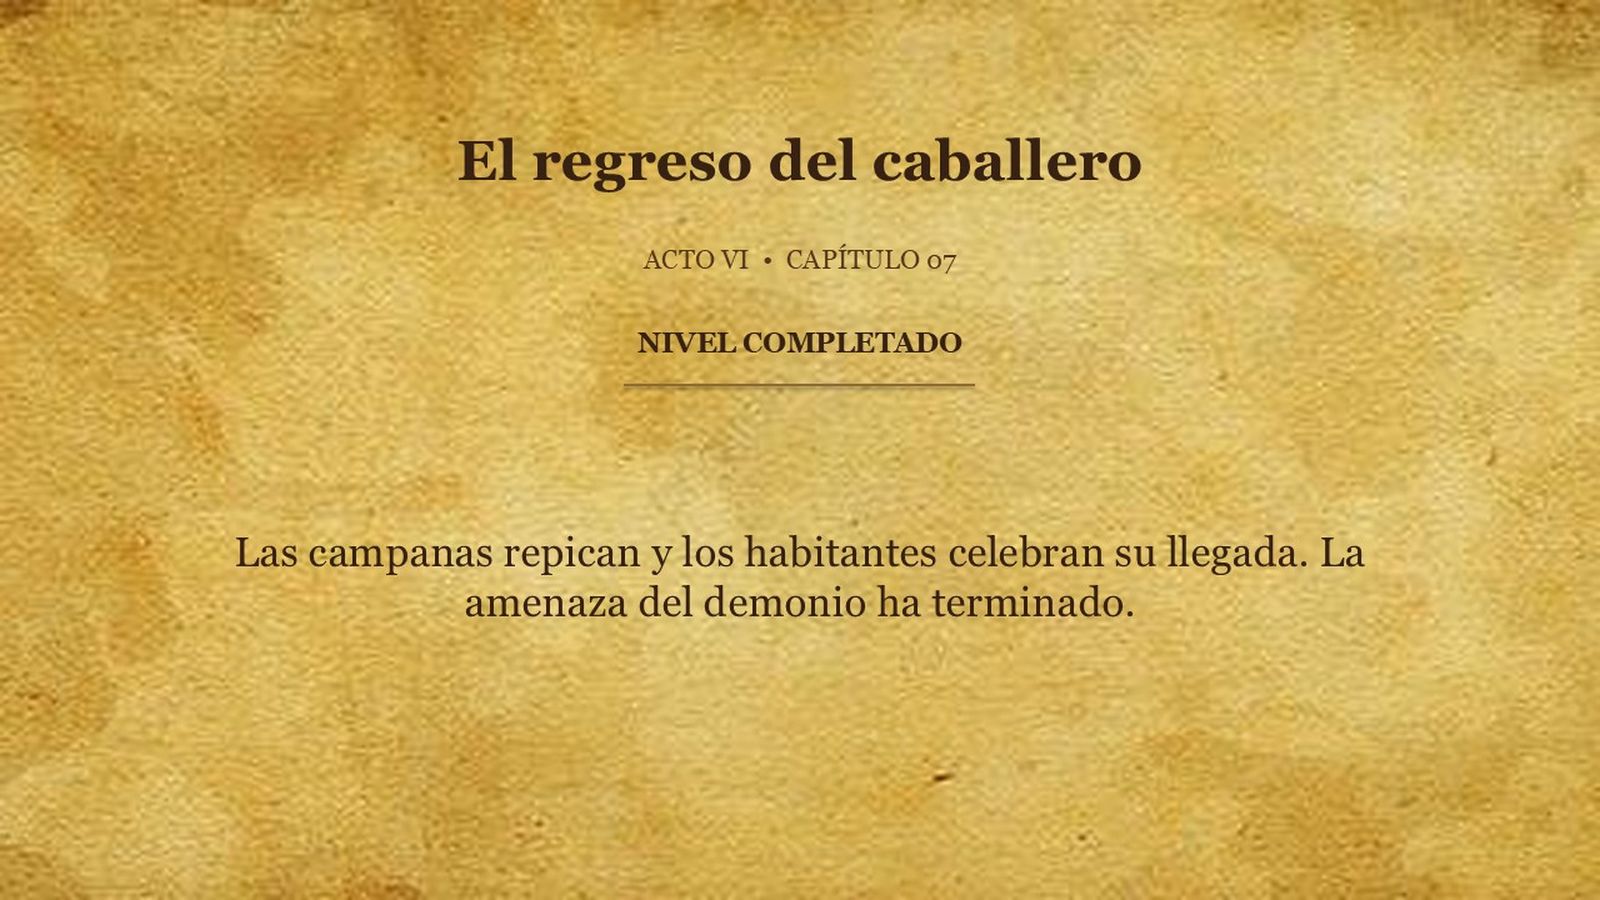 El regreso del caballero
ACTO VI • CAPÍTULO 07
NIVEL COMPLETADO
Las campanas repican y los habitantes celebran su llegada. La
amenaza del demonio ha terminado.